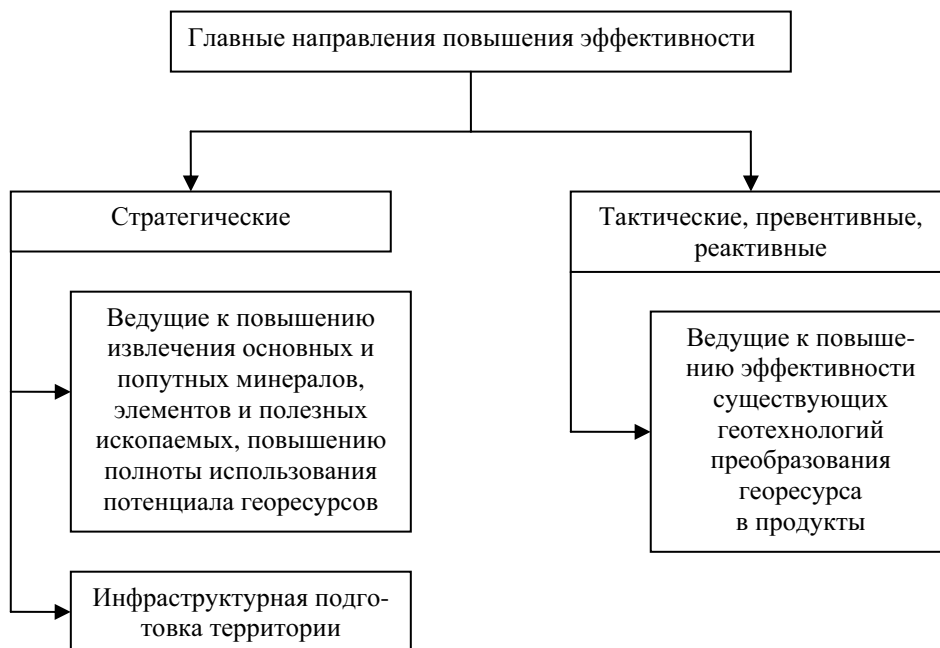 Главные направления повышения эффективности
Стратегические
Ведущие к повышению
извлечения основных и
попутных минералов,
элементов и полезных
ископаемых, повышению
полноты использования
потенциала георесурсов
Инфраструктурная подго-
товка территории
Тактические, превентивные,
реактивные
Ведущие к повыше-
нию эффективности
существующих
геотехнологий
преобразования
георесурса
в продукты